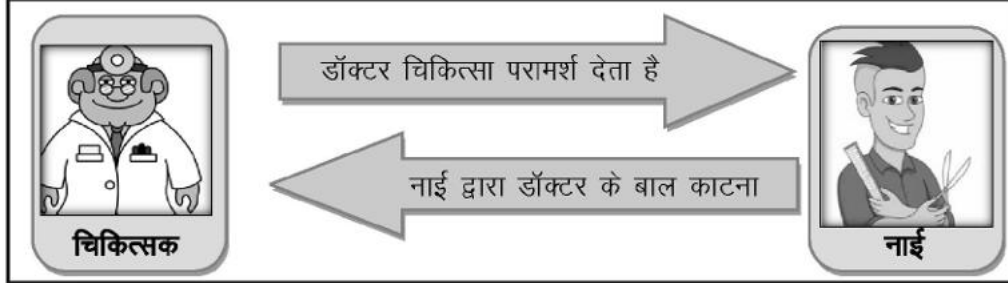 डॉक्टर चिकित्सा परामर्श देता है
नाई द्वारा डॉक्टर के बाल काटना
चिकित्सक
नाई